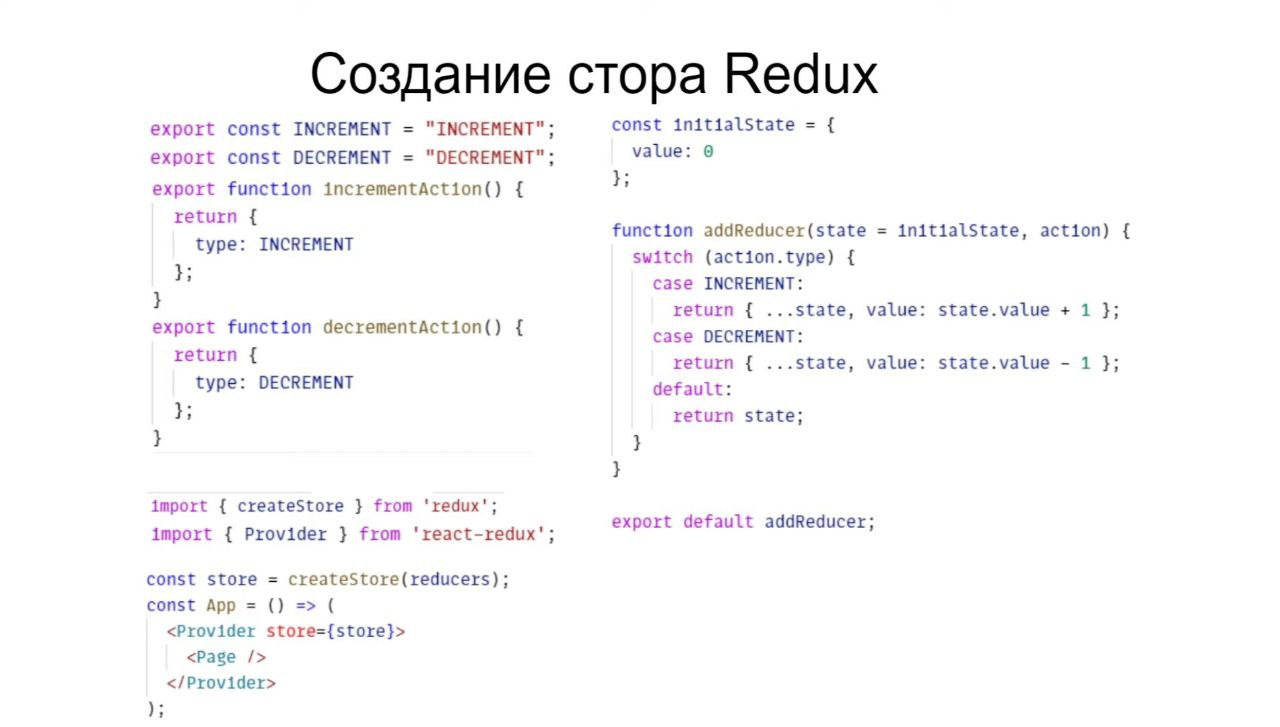 Создание стора Redux
export const INCREMENT = "INCREMENT";
export const DECREMENT = "DECREMENT";
export function incrementAction() {
  return {
    type: INCREMENT
  };
}
export function decrementAction() {
  return {
    type: DECREMENT
  };
}
import { createStore } from 'redux';
import { Provider } from 'react-redux';
const store = createStore(reducers);
const App = () => (
  <Provider store={store}>
    <Page />
  </Provider>
);
const initialState = {
  value: 0
};
function addReducer(state = initialState, action) {
  switch (action.type) {
    case INCREMENT:
      return { ...state, value: state.value + 1 };
    case DECREMENT:
      return { ...state, value: state.value - 1 };
    default:
      return state;
  }
}
export default addReducer;